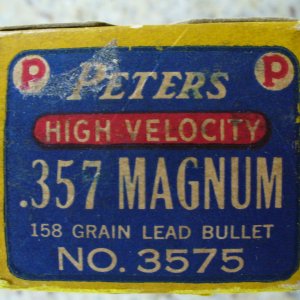 P PETERS P
HIGH VELOCITY
.357 MAGNUM
158 GRAIN LEAD BULLET
NO. 3575